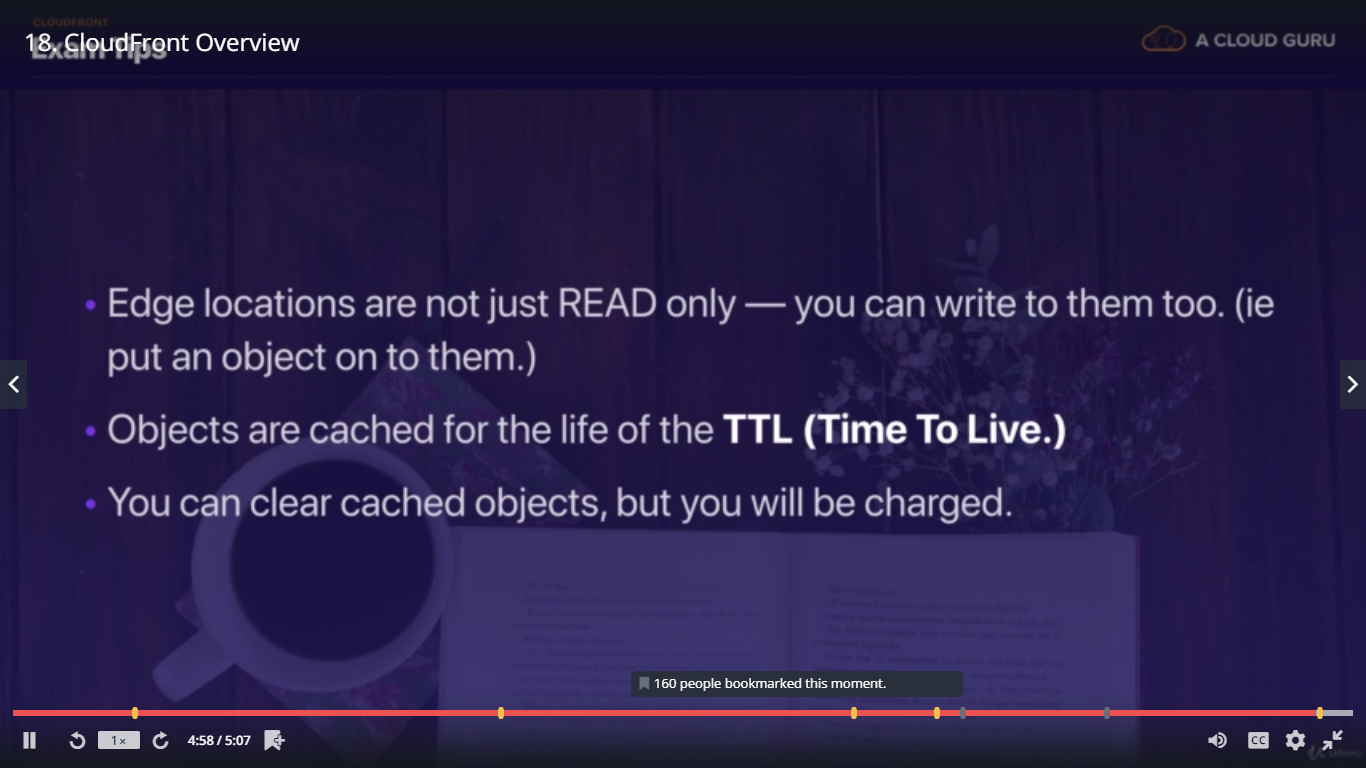 CLOUDFRONT
18. CloudFront Overview
Exam Tips
A CLOUD GURU
• Edge locations are not just READ only — you can write to them too. (ie
put an object on to them.)
• Objects are cached for the life of the TTL (Time To Live.)
• You can clear cached objects, but you will be charged.
160 people bookmarked this moment.
1×
4:58 / 5:07
CC
Udemy